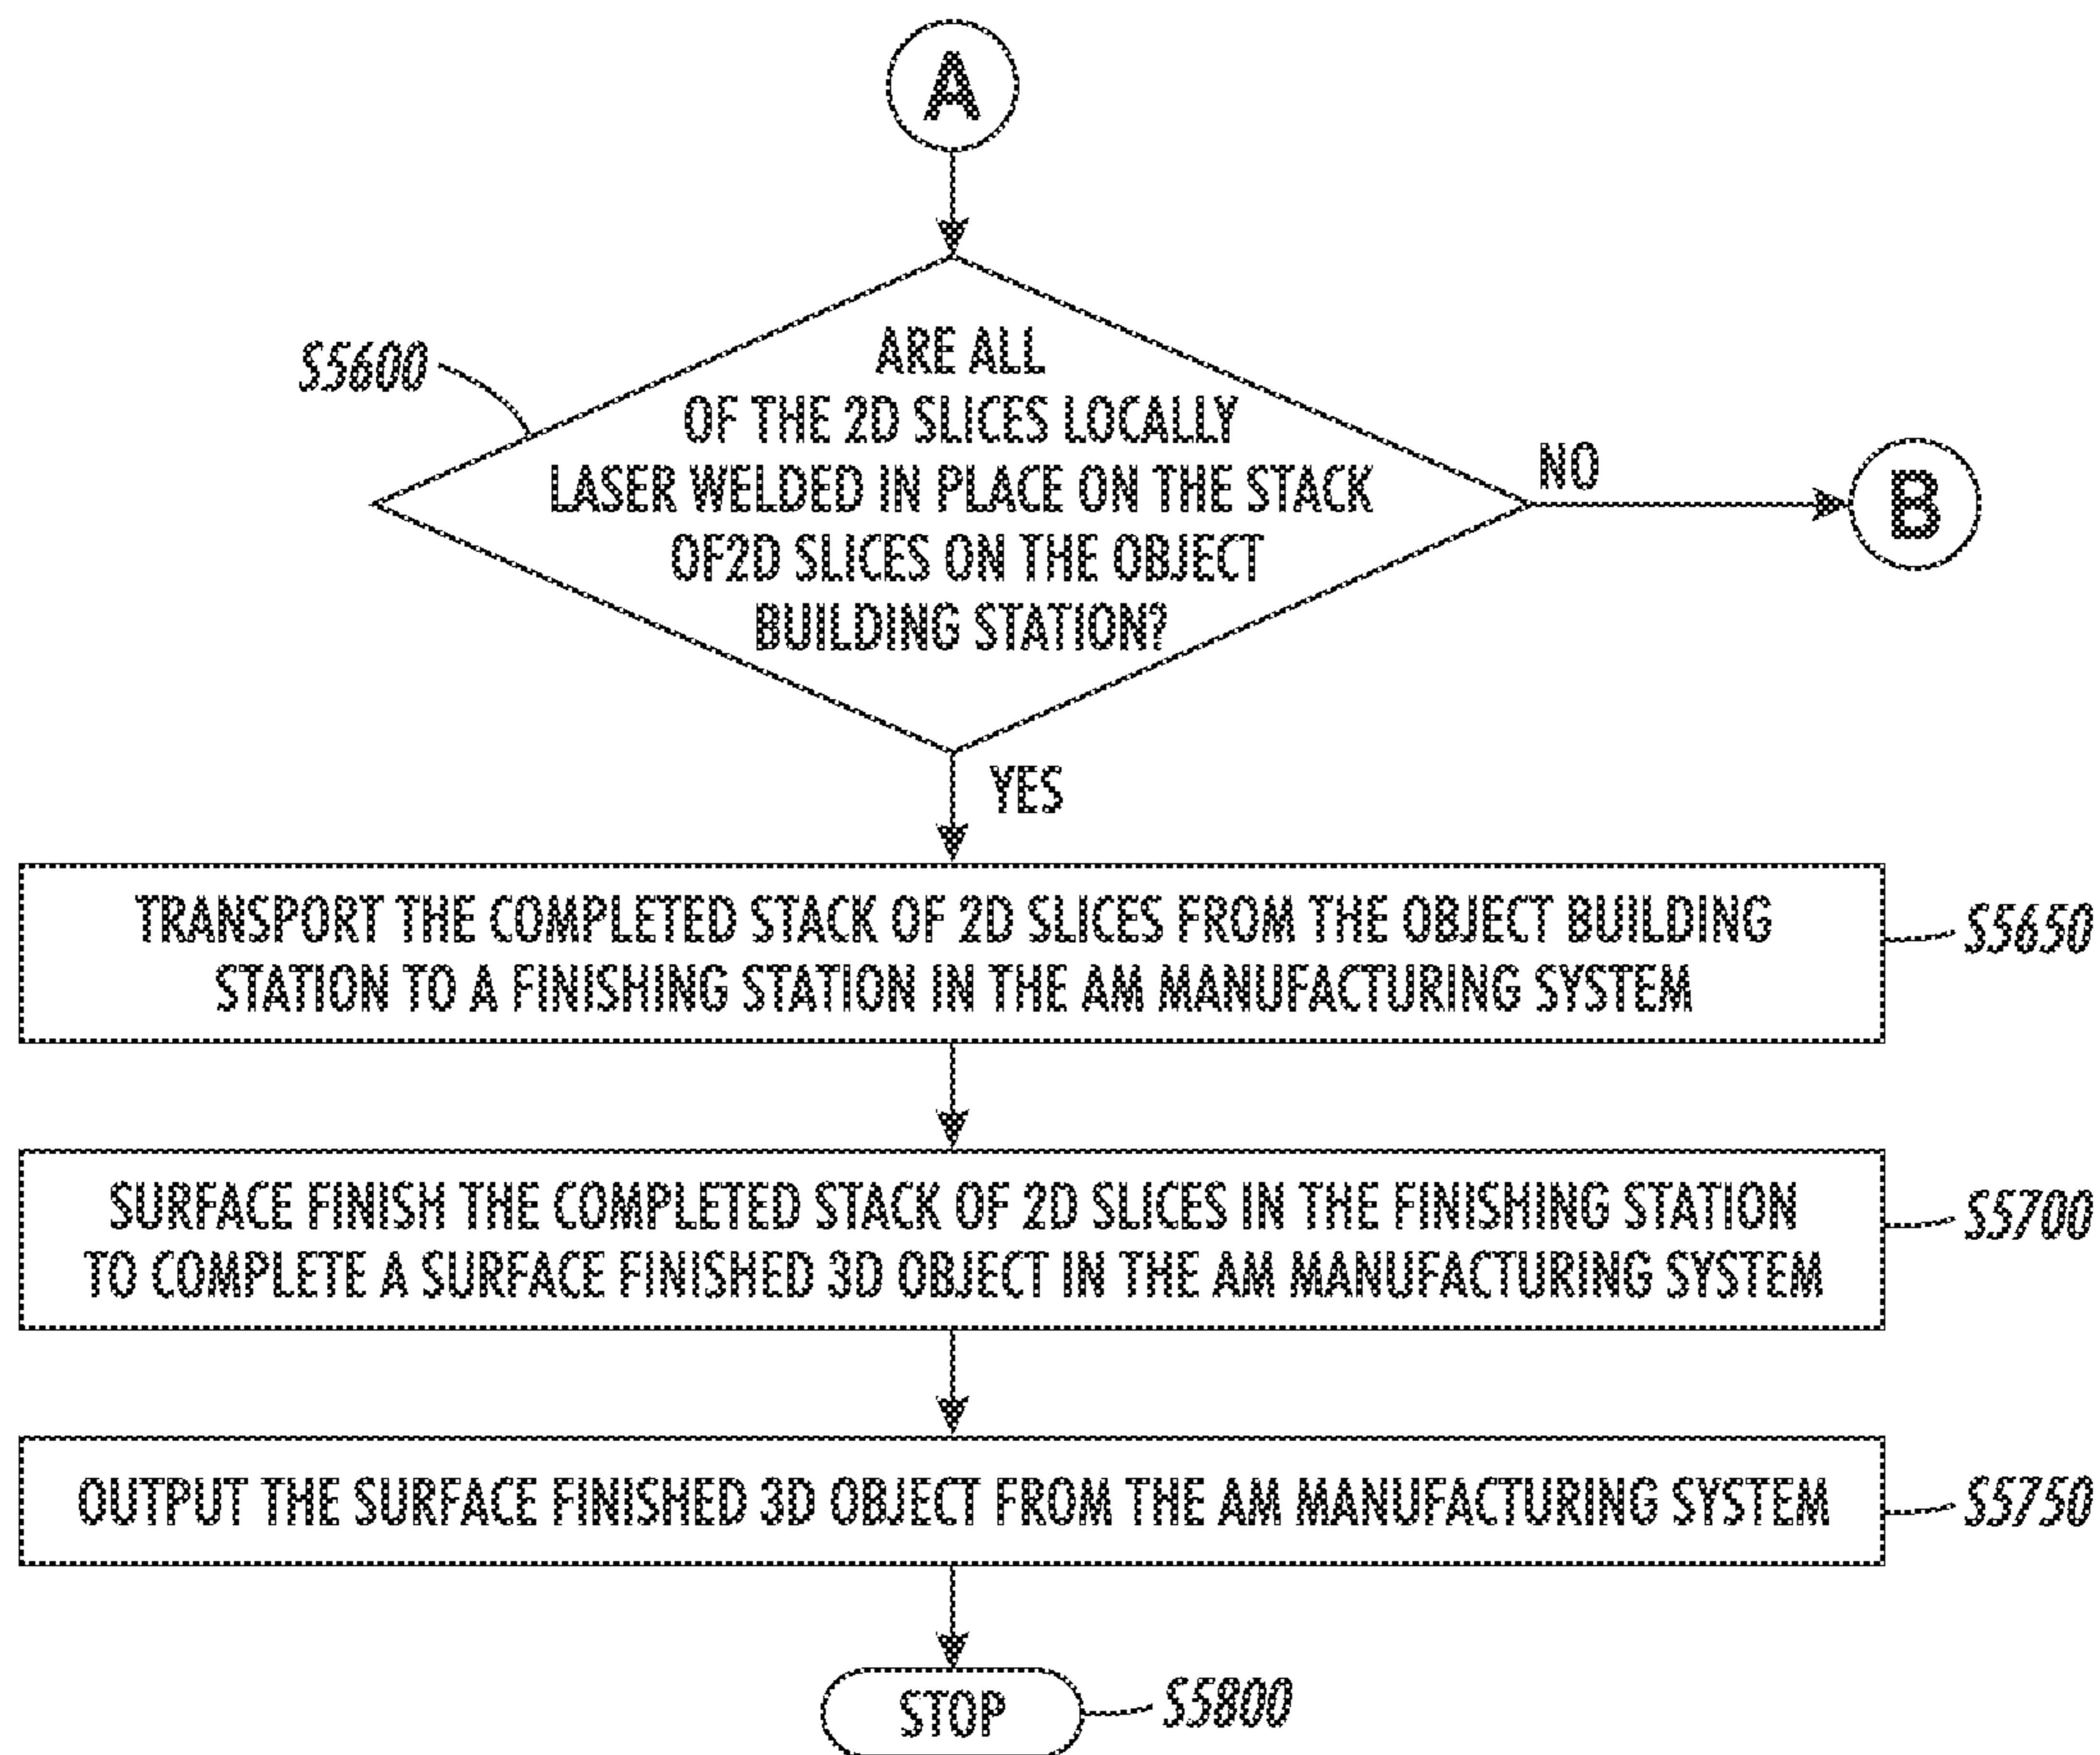 A
S5600
ARE ALL
OF THE 2D SLICES LOCALLY
LASER WELDED IN PLACE ON THE STACK
OF2D SLICES ON THE OBJECT
BUILDING STATION?
NO
B
YES
TRANSPORT THE COMPLETED STACK OF 2D SLICES FROM THE OBJECT BUILDING
STATION TO A FINISHING STATION IN THE AM MANUFACTURING SYSTEM
S5650
SURFACE FINISH THE COMPLETED STACK OF 2D SLICES IN THE FINISHING STATION
TO COMPLETE A SURFACE FINISHED 3D OBJECT IN THE AM MANUFACTURING SYSTEM
S5700
OUTPUT THE SURFACE FINISHED 3D OBJECT FROM THE AM MANUFACTURING SYSTEM
S5750
STOP
S5800